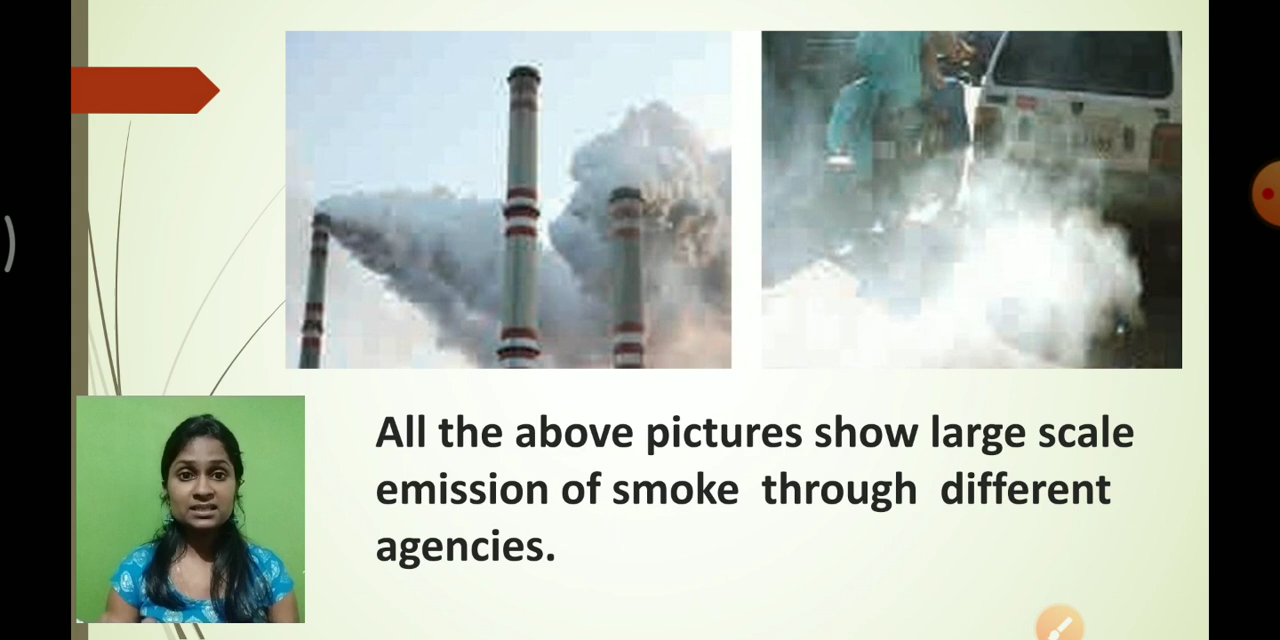 All the above pictures show large scale
emission of smoke through different
agencies.